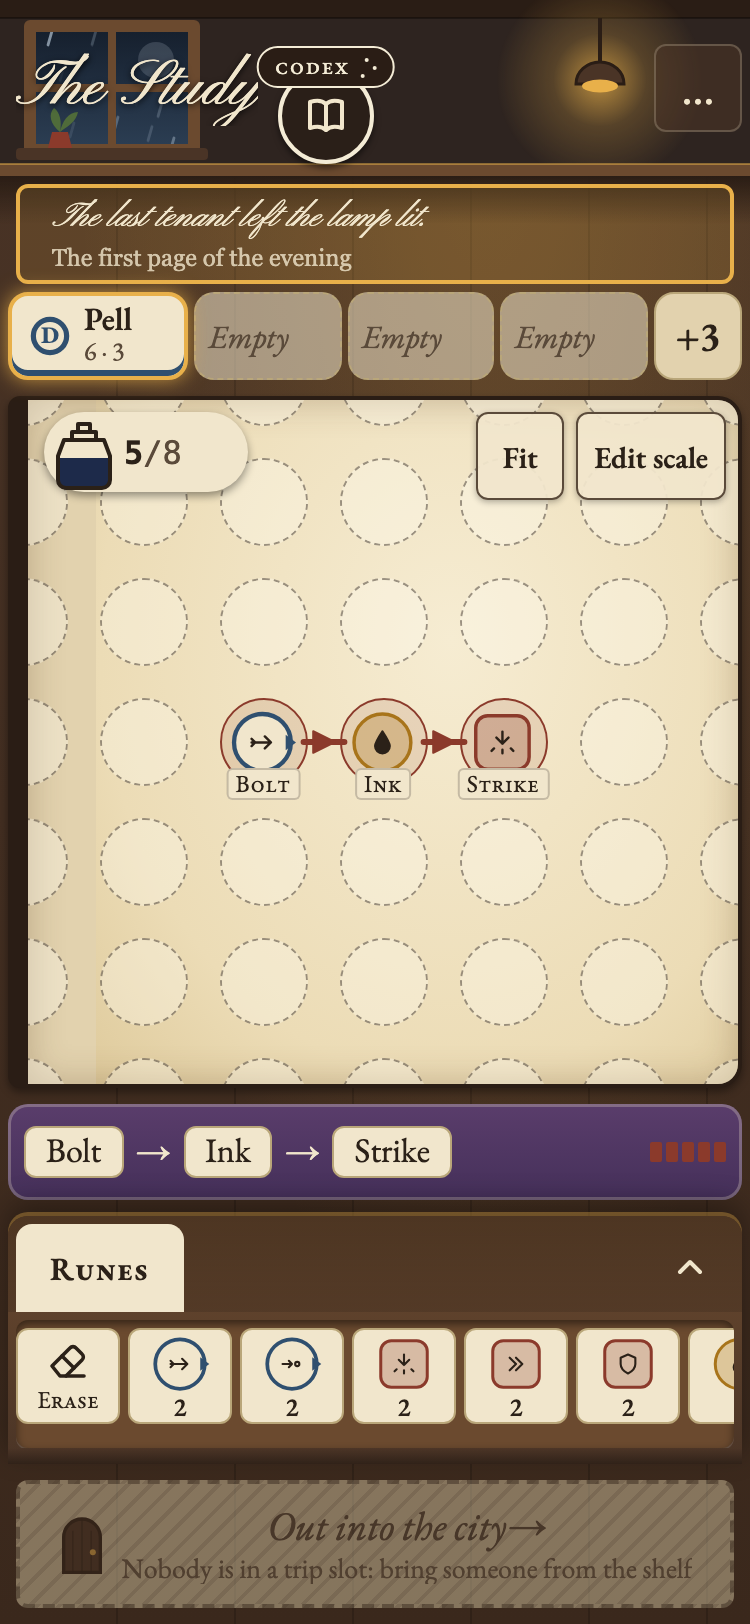 The Study
CODEX
...
The last tenant left the lamp lit.
The first page of the evening
D
Pell
6 · 3
Empty
Empty
Empty
+3
5/8
Fit
Edit scale
Bolt
Ink
Strike
Bolt → Ink → Strike
Runes
Erase
2
2
2
2
2
Out into the city→
Nobody is in a trip slot: bring someone from the shelf